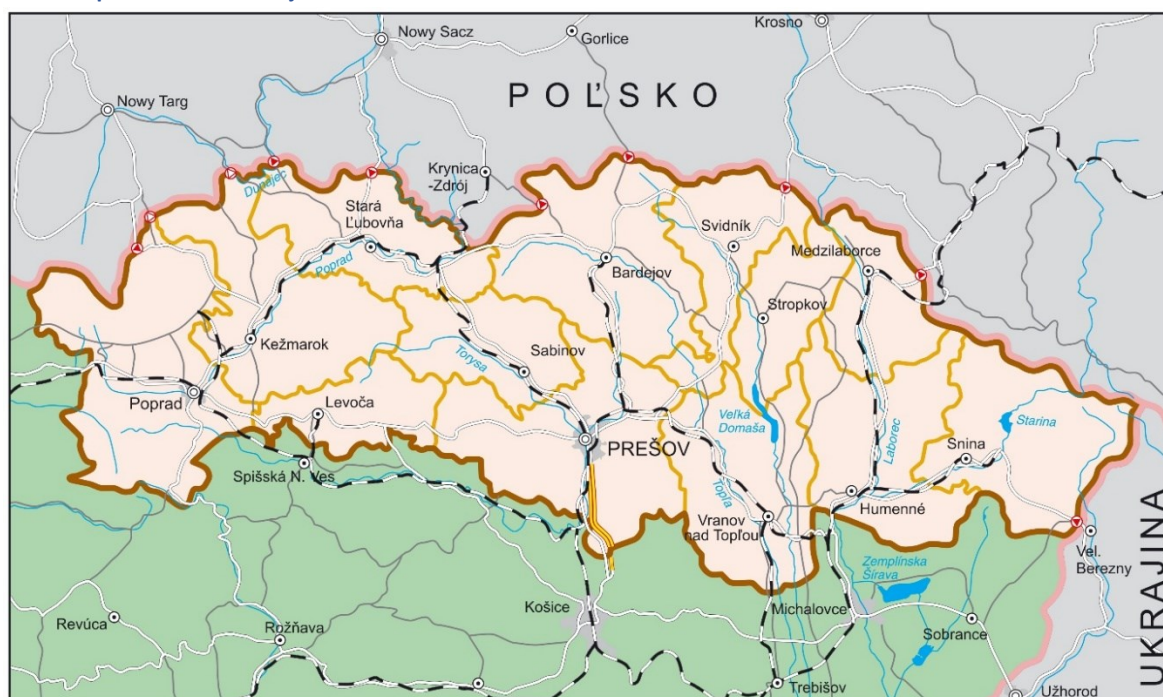 Krosno
Nowy Sacz
Gorlice
POĽSKO
Nowy Targ
Krynica
-Zdrój
Dunajec
Stará
Ľubovňa
Svidník
Medzilaborce
Poprad
Bardejov
Stropkov
Kežmarok
Sabinov
Torysa
Poprad
Levoča
Veľká
Domaša
Starina
PREŠOV
Laborec
Snina
Spišská N. Ves
Topľa
Humenné
Vranov
nad Topľou
Vel.
Berezny
UKRAJINA
Zemplínska
Šírava
Košice
Michalovce
Revúca
Rožňava
Sobrance
Trebišov
Užhorod